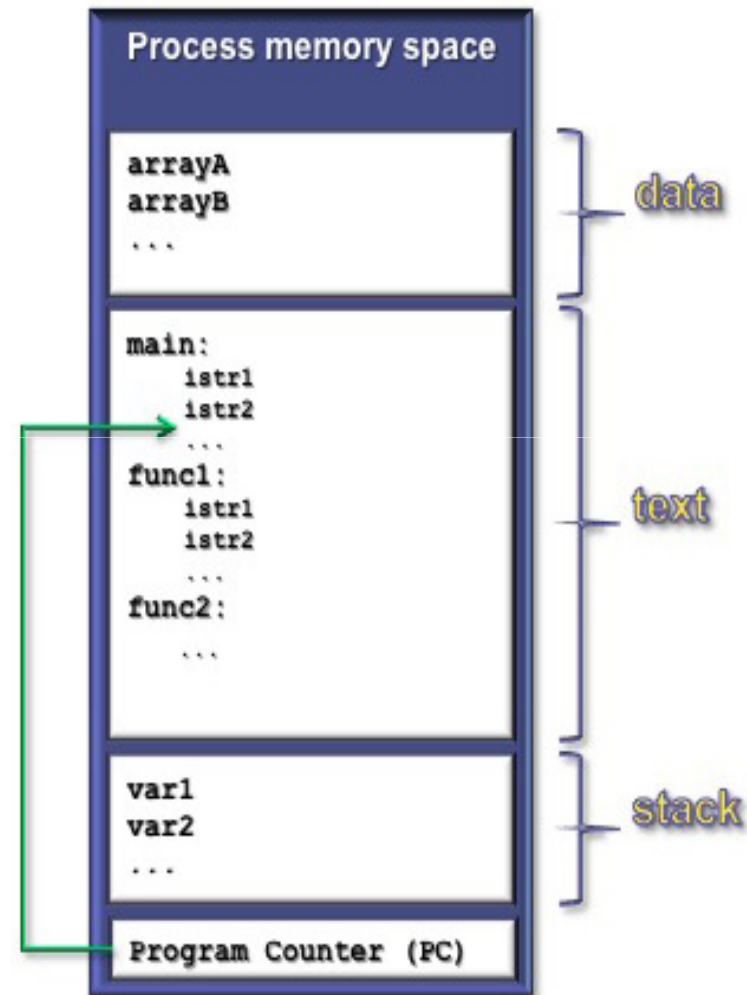 Process memory space
arrayA
arrayB
...
data
main:
istr1
istr2
...
func1:
istr1
istr2
...
func2:
...
text
var1
var2
...
stack
Program Counter (PC)